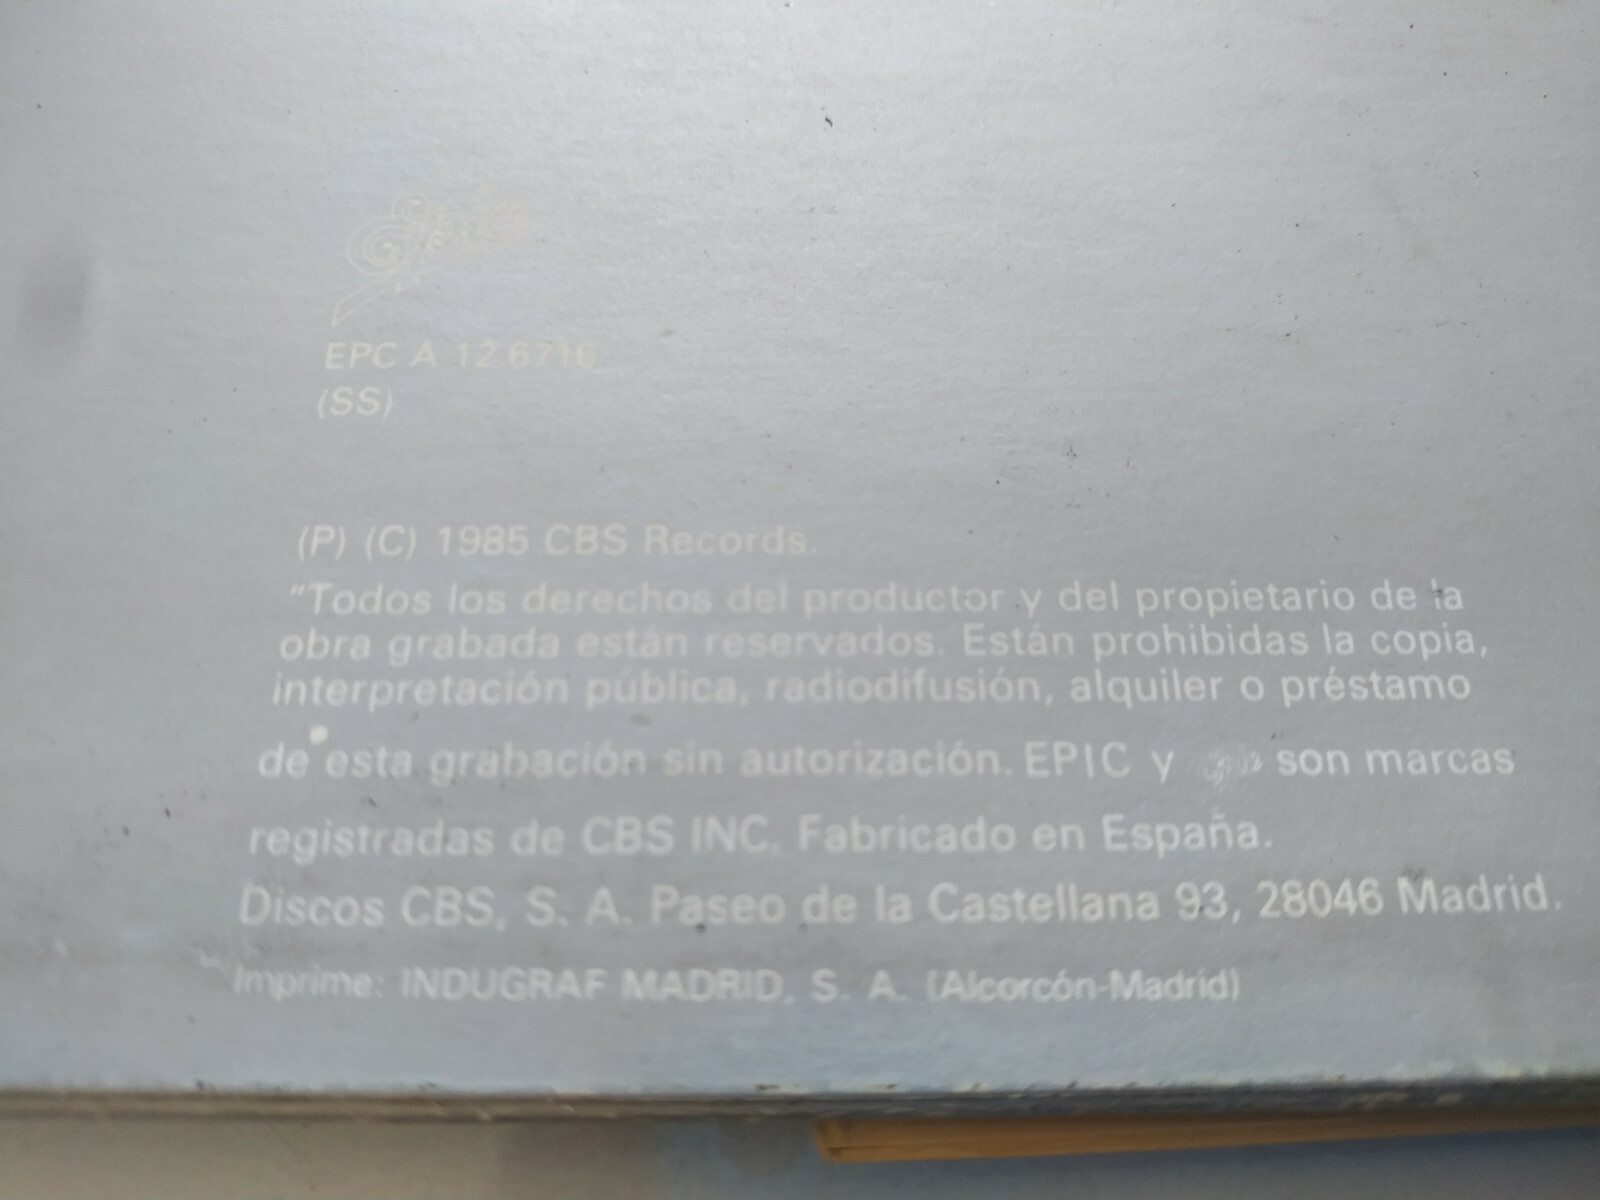 Epic
EPC A 12.6716
(SS)
(P) (C) 1985 CBS Records.
"Todos los derechos del productor y del propietario de la
obra grabada están reservados. Están prohibidas la copia,
interpretación pública, radiodifusión, alquiler o préstamo
de esta grabación sin autorización. EPIC y Epic son marcas
registradas de CBS INC. Fabricado en España.
Discos CBS, S. A. Paseo de la Castellana 93, 28046 Madrid.
Imprime: INDUGRAF MADRID, S. A. (Alcorcón-Madrid)